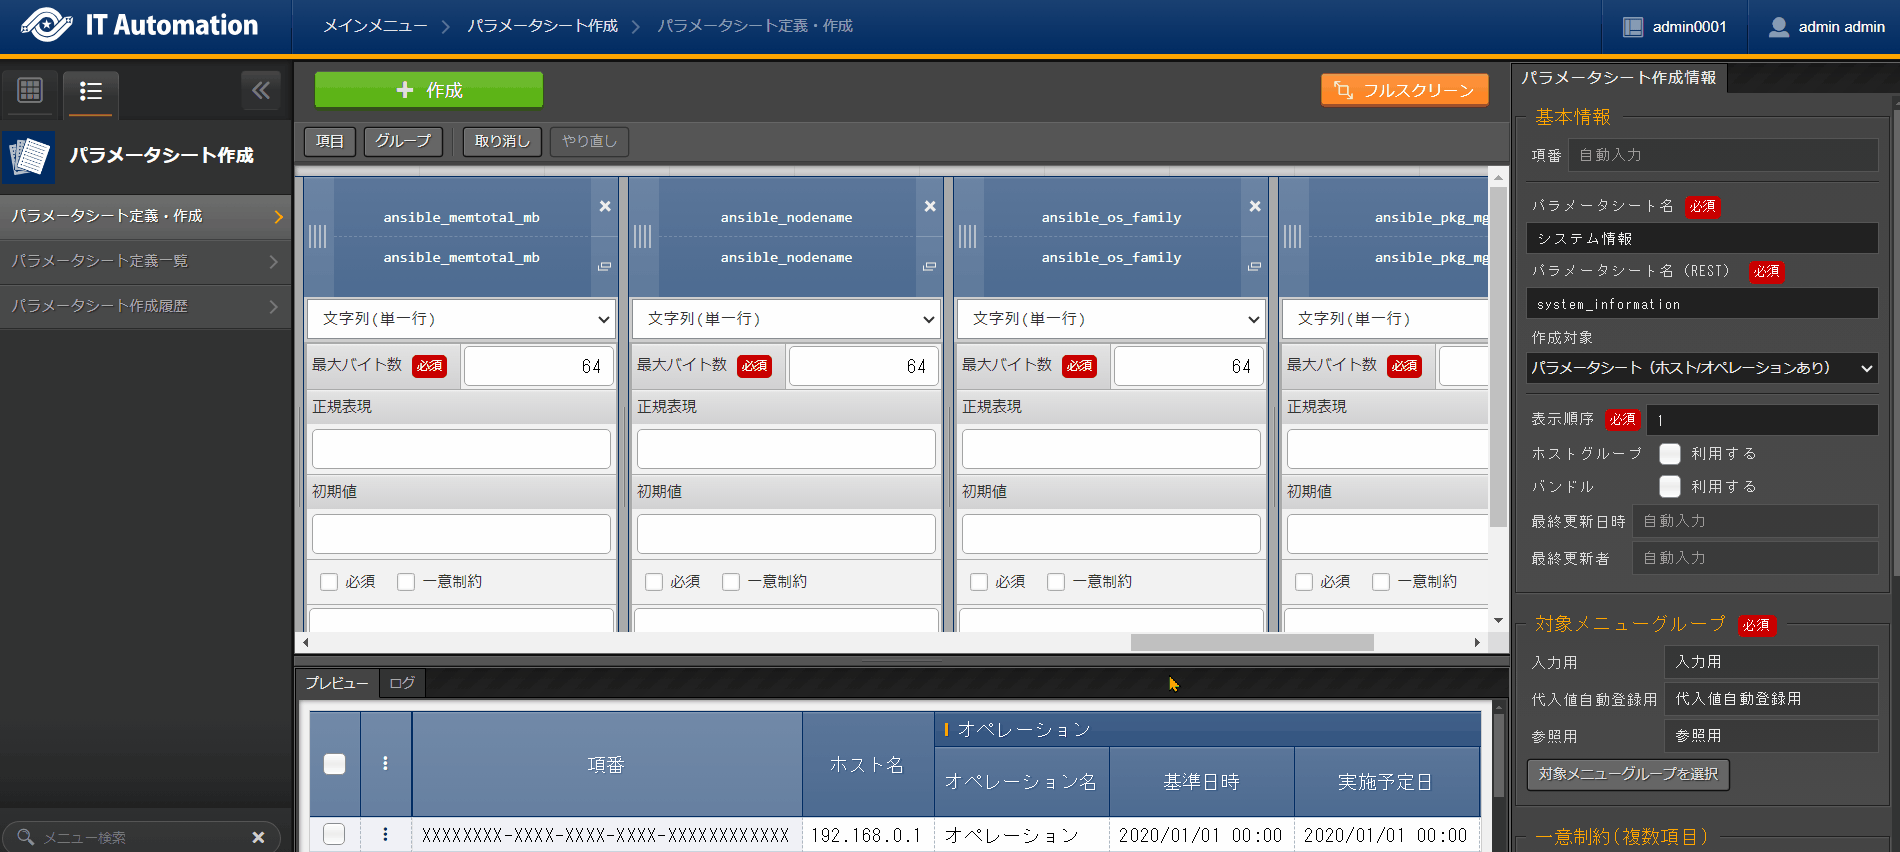 IT Automation
メインメニュー
パラメータシート作成
パラメータシート定義・作成
admin0001
admin admin
パラメータシート作成
パラメータシート定義・作成
パラメータシート定義一覧
パラメータシート作成履歴
メニュー検索
作成
フルスクリーン
項目
グループ
取り消し
やり直し
ansible_memtotal_mb
ansible_nodename
ansible_os_family
ansible_pkg_mg
ansible_memtotal_mb
ansible_nodename
ansible_os_family
ansible_pkg_mg
文字列(単一行)
文字列(単一行)
文字列(単一行)
文字列(単一行)
最大バイト数 必須 64
最大バイト数 必須 64
最大バイト数 必須 64
最大バイト数 必須
正規表現
正規表現
正規表現
正規表現
初期値
初期値
初期値
初期値
必須 一意制約
必須 一意制約
必須 一意制約
必須 一意制約
プレビュー
ログ
項番
ホスト名
オペレーション
オペレーション名
基準日時
実施予定日
XXXXXXXX-XXXX-XXXX-XXXX-XXXXXXXXXXXX
192.168.0.1
オペレーション
2020/01/01 00:00
2020/01/01 00:00
パラメータシート作成情報
基本情報
項番 自動入力
パラメータシート名 必須
システム情報
パラメータシート名（REST） 必須
system_information
作成対象
パラメータシート（ホスト/オペレーションあり）
表示順序 必須 1
ホストグループ 利用する
バンドル 利用する
最終更新日時 自動入力
最終更新者 自動入力
対象メニューグループ 必須
入力用 入力用
代入値自動登録用 代入値自動登録用
参照用 参照用
対象メニューグループを選択
一意制約(複数項目)